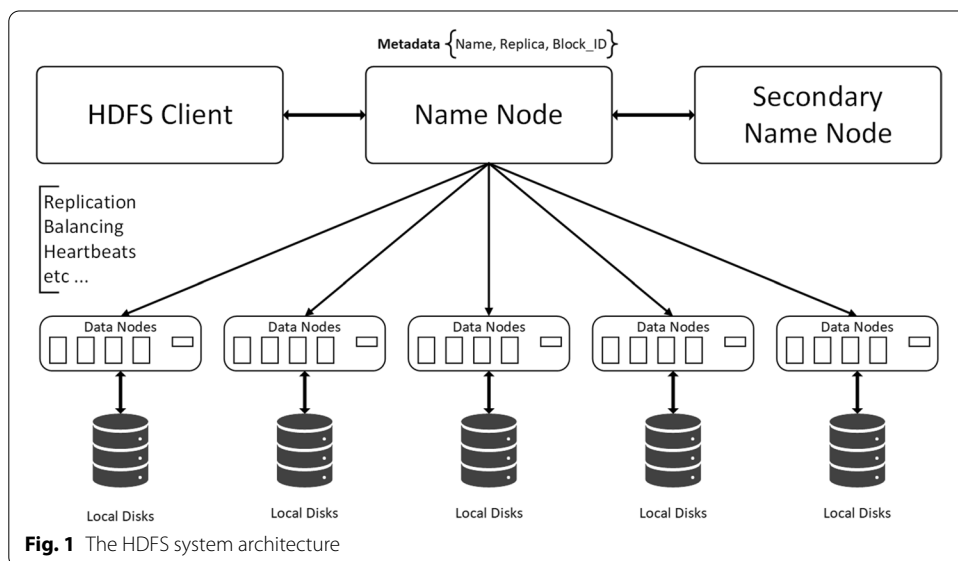 Metadata {Name, Replica, Block_ID}
HDFS Client
Name Node
Secondary
Name Node
Replication
Balancing
Heartbeats
etc ...
Data Nodes
Data Nodes
Data Nodes
Data Nodes
Data Nodes
Local Disks
Local Disks
Local Disks
Local Disks
Local Disks
Fig. 1 The HDFS system architecture